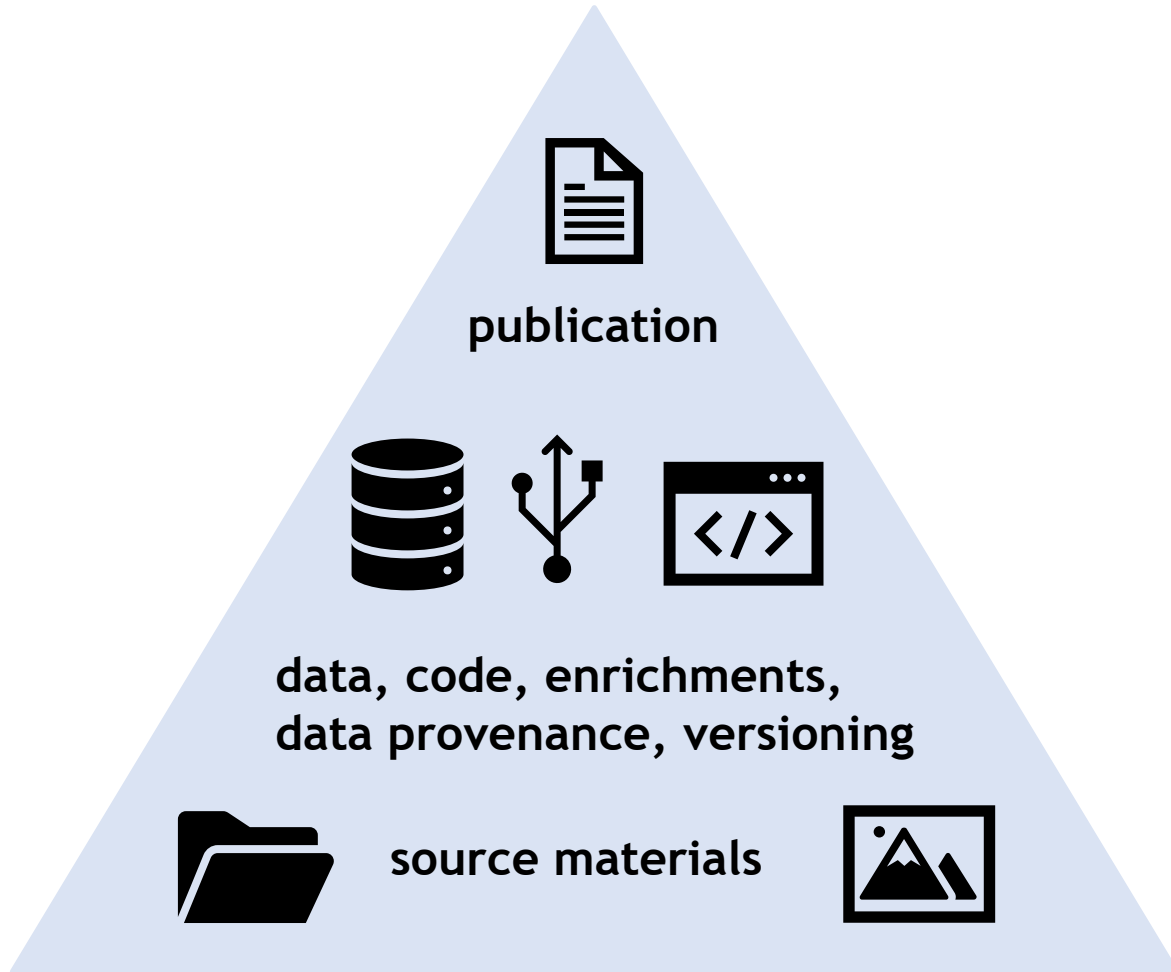 publication
</>
data, code, enrichments,
data provenance, versioning
source materials